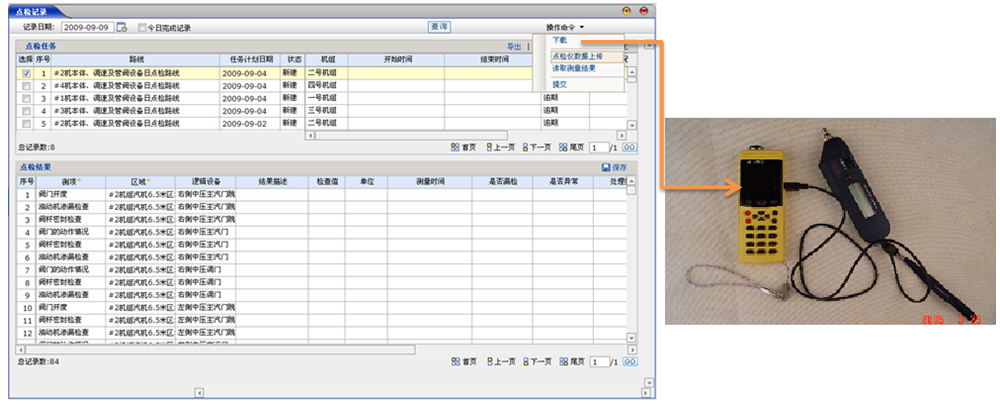 点检记录
记录日期: 2009-09-09 今日完成记录 查询 操作命令
下载
点检仪数据上传
读取测量结果
提交
点检任务 导出
选择 序号 路线 任务计划日期 状态 机组 开始时间 结束时间
1 #2机本体、调速及管阀设备日点检路线 2009-09-04 新建 二号机组
2 #4机本体、调速及管阀设备日点检路线 2009-09-04 新建 四号机组
3 #1机本体、调速及管阀设备日点检路线 2009-09-04 新建 一号机组 逾期
4 #3机本体、调速及管阀设备日点检路线 2009-09-04 新建 三号机组 逾期
5 #2机本体、调速及管阀设备日点检路线 2009-09-02 新建 二号机组 逾期
总记录数:8 首页 上一页 下一页 尾页 1 /1 GO
点检结果 保存
序号 测项* 区域* 逻辑设备 结果描述 检查值 单位 测量时间 是否漏检 是否异常 处理
1 阀门开度 #2机组汽机6.5米区 右侧中压主汽门跳
2 油动机渗漏检查 #2机组汽机6.5米区 右侧中压主汽门跳
3 阀杆密封检查 #2机组汽机6.5米区 右侧中压主汽门跳
4 阀门的动作情况 #2机组汽机6.5米区 右侧中压主汽门
5 阀杆密封检查 #2机组汽机6.5米区 右侧中压主汽门
6 油动机渗漏检查 #2机组汽机6.5米区 右侧中压主汽门
7 阀门的动作情况 #2机组汽机6.5米区 右侧中压调门
8 阀杆密封检查 #2机组汽机6.5米区 右侧中压调门
9 油动机渗漏检查 #2机组汽机6.5米区 右侧中压调门
10 阀门开度 #2机组汽机6.5米区 左侧中压主汽门跳
11 阀杆密封检查 #2机组汽机6.5米区 左侧中压主汽门跳
12 油动机渗漏检查 #2机组汽机6.5米区 左侧中压主汽门跳
总记录数:84 首页 上一页 下一页 尾页 1 /1 GO